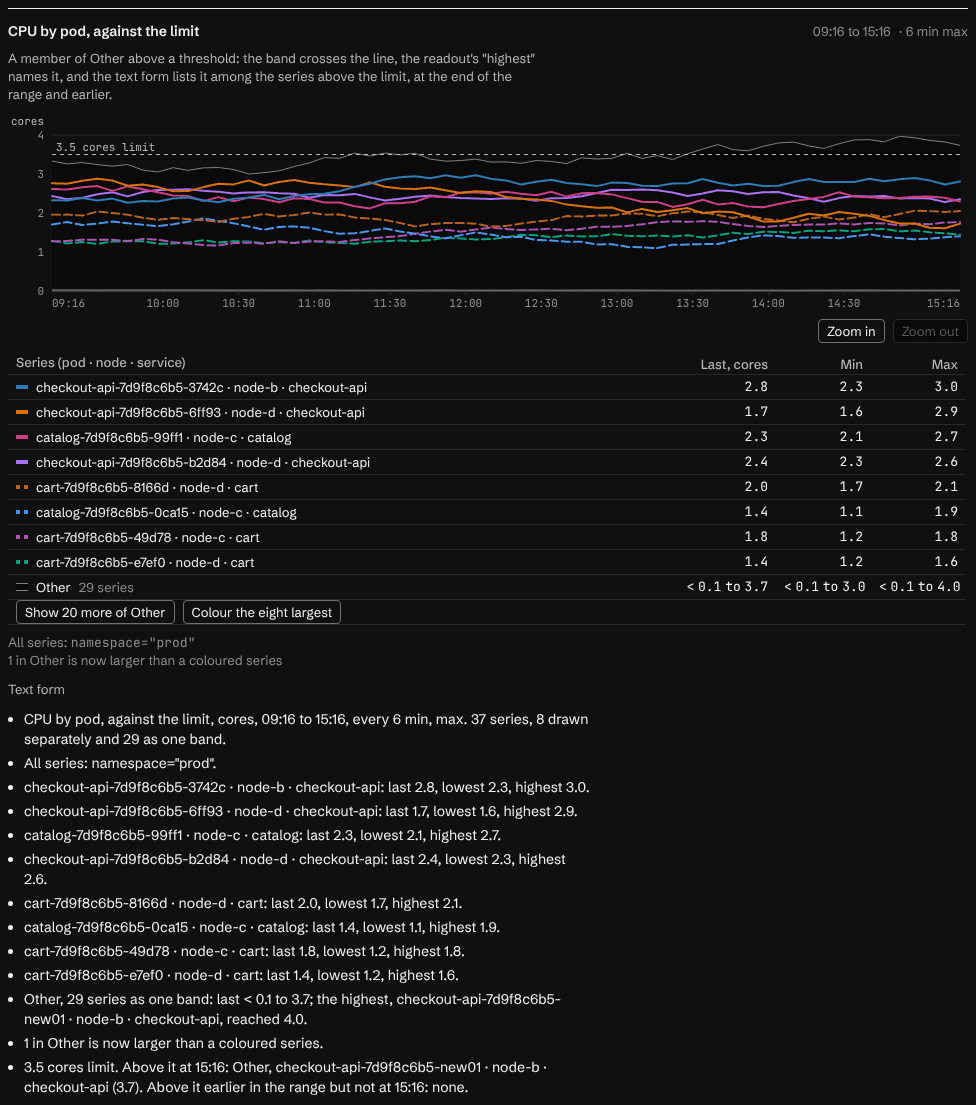 CPU by pod, against the limit
09:16 to 15:16 · 6 min max
A member of Other above a threshold: the band crosses the line, the readout's "highest"
names it, and the text form lists it among the series above the limit, at the end of the
range and earlier.
cores
4
3.5 cores limit
3
2
1
0
09:16 10:00 10:30 11:00 11:30 12:00 12:30 13:00 13:30 14:00 14:30 15:16
Zoom in Zoom out
Series (pod · node · service) Last, cores Min Max
checkout-api-7d9f8c6b5-3742c · node-b · checkout-api 2.8 2.3 3.0
checkout-api-7d9f8c6b5-6ff93 · node-d · checkout-api 1.7 1.6 2.9
catalog-7d9f8c6b5-99ff1 · node-c · catalog 2.3 2.1 2.7
checkout-api-7d9f8c6b5-b2d84 · node-d · checkout-api 2.4 2.3 2.6
cart-7d9f8c6b5-8166d · node-d · cart 2.0 1.7 2.1
catalog-7d9f8c6b5-0ca15 · node-c · catalog 1.4 1.1 1.9
cart-7d9f8c6b5-49d78 · node-c · cart 1.8 1.2 1.8
cart-7d9f8c6b5-e7ef0 · node-d · cart 1.4 1.2 1.6
Other 29 series < 0.1 to 3.7 < 0.1 to 3.0 < 0.1 to 4.0
Show 20 more of Other Colour the eight largest
All series: namespace="prod"
1 in Other is now larger than a coloured series
Text form
• CPU by pod, against the limit, cores, 09:16 to 15:16, every 6 min, max. 37 series, 8 drawn
separately and 29 as one band.
• All series: namespace="prod".
• checkout-api-7d9f8c6b5-3742c · node-b · checkout-api: last 2.8, lowest 2.3, highest 3.0.
• checkout-api-7d9f8c6b5-6ff93 · node-d · checkout-api: last 1.7, lowest 1.6, highest 2.9.
• catalog-7d9f8c6b5-99ff1 · node-c · catalog: last 2.3, lowest 2.1, highest 2.7.
• checkout-api-7d9f8c6b5-b2d84 · node-d · checkout-api: last 2.4, lowest 2.3, highest
2.6.
• cart-7d9f8c6b5-8166d · node-d · cart: last 2.0, lowest 1.7, highest 2.1.
• catalog-7d9f8c6b5-0ca15 · node-c · catalog: last 1.4, lowest 1.1, highest 1.9.
• cart-7d9f8c6b5-49d78 · node-c · cart: last 1.8, lowest 1.2, highest 1.8.
• cart-7d9f8c6b5-e7ef0 · node-d · cart: last 1.4, lowest 1.2, highest 1.6.
• Other, 29 series as one band: last < 0.1 to 3.7; the highest, checkout-api-7d9f8c6b5-
new01 · node-b · checkout-api, reached 4.0.
• 1 in Other is now larger than a coloured series.
• 3.5 cores limit. Above it at 15:16: Other, checkout-api-7d9f8c6b5-new01 · node-b ·
checkout-api (3.7). Above it earlier in the range but not at 15:16: none.